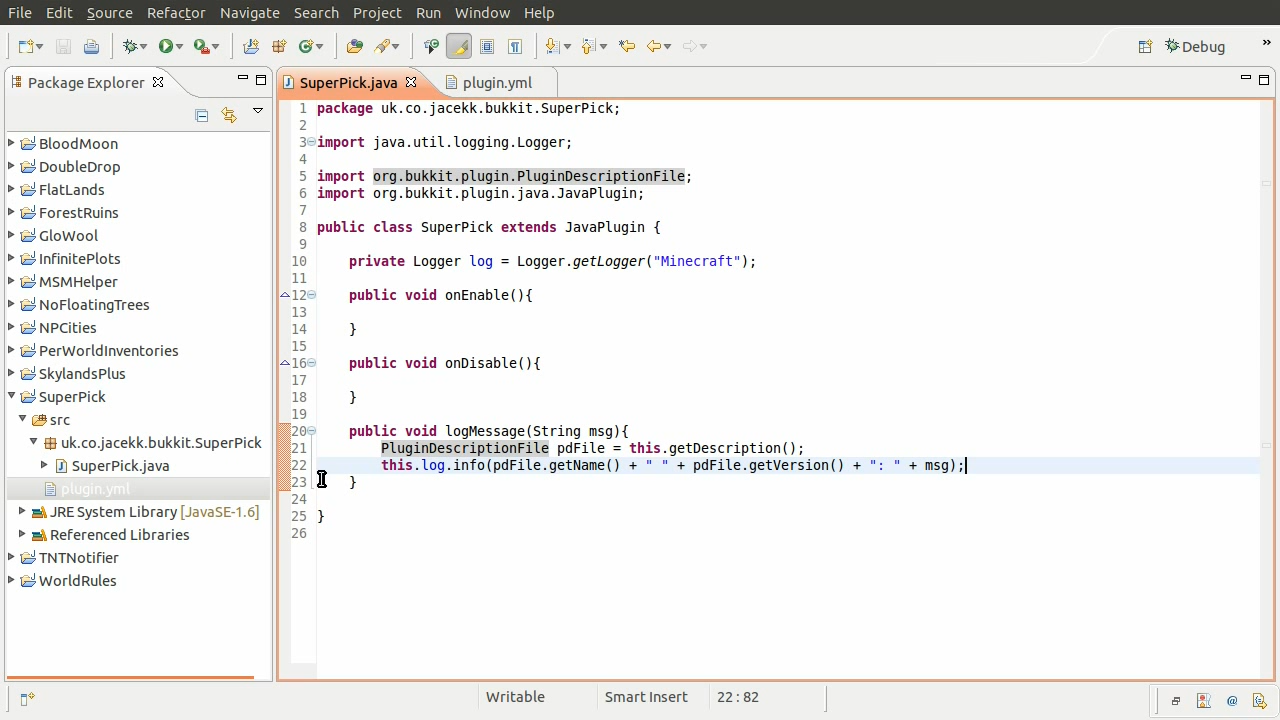 File Edit Source Refactor Navigate Search Project Run Window Help
Debug
»
Package Explorer
BloodMoon
DoubleDrop
FlatLands
ForestRuins
GloWool
InfinitePlots
MSMHelper
NoFloatingTrees
NPCities
PerWorldInventories
SkylandsPlus
SuperPick
src
uk.co.jacekk.bukkit.SuperPick
SuperPick.java
plugin.yml
JRE System Library [JavaSE-1.6]
Referenced Libraries
TNTNotifier
WorldRules
SuperPick.java plugin.yml
1 package uk.co.jacekk.bukkit.SuperPick;
2
3 import java.util.logging.Logger;
4
5 import org.bukkit.plugin.PluginDescriptionFile;
6 import org.bukkit.plugin.java.JavaPlugin;
7
8 public class SuperPick extends JavaPlugin {
9
10 private Logger log = Logger.getLogger("Minecraft");
11
12 public void onEnable(){
13
14 }
15
16 public void onDisable(){
17
18 }
19
20 public void logMessage(String msg){
21 PluginDescriptionFile pdFile = this.getDescription();
22 this.log.info(pdFile.getName() + " " + pdFile.getVersion() + ": " + msg);
23 }
24
25 }
26
Writable Smart Insert 22 : 82